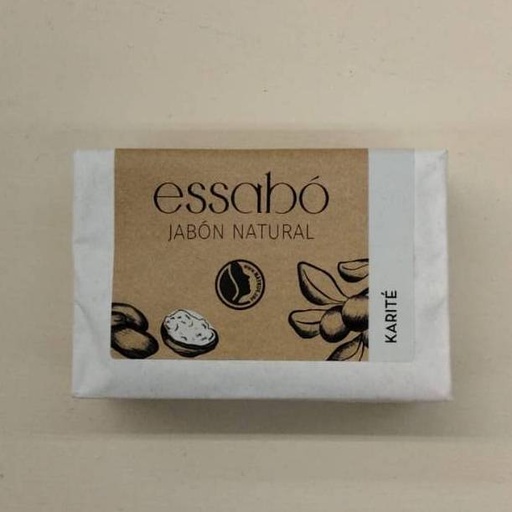 essabó
JABÓN NATURAL
KARITÉ